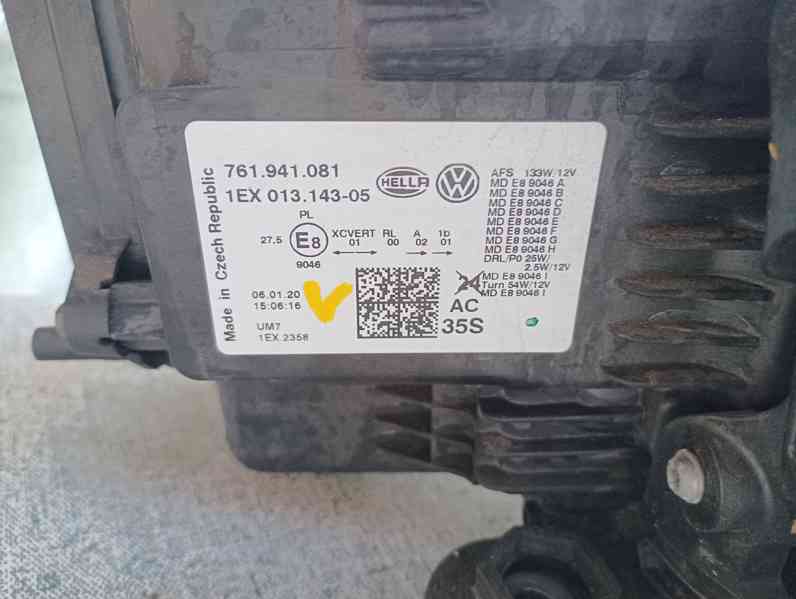 Made in Czech Republic
761.941.081
1EX 013.143-05
HELLA
VW
PL
27.5 E8 XCVERT RL A 1b
01 00 02 01
9046
06.01.20
15:06:16
UM7
1EX.2358
AC
35S
AFS 133W/12V
MD E8 9046 A
MD E8 9046 B
MD E8 9046 C
MD E8 9046 D
MD E8 9046 E
MD E8 9046 F
MD E8 9046 G
MD E8 9046 H
DRL/P0 25W/
2.5W/12V
MD E8 9046 I
Turn 54W/12V
MD E8 9046 I